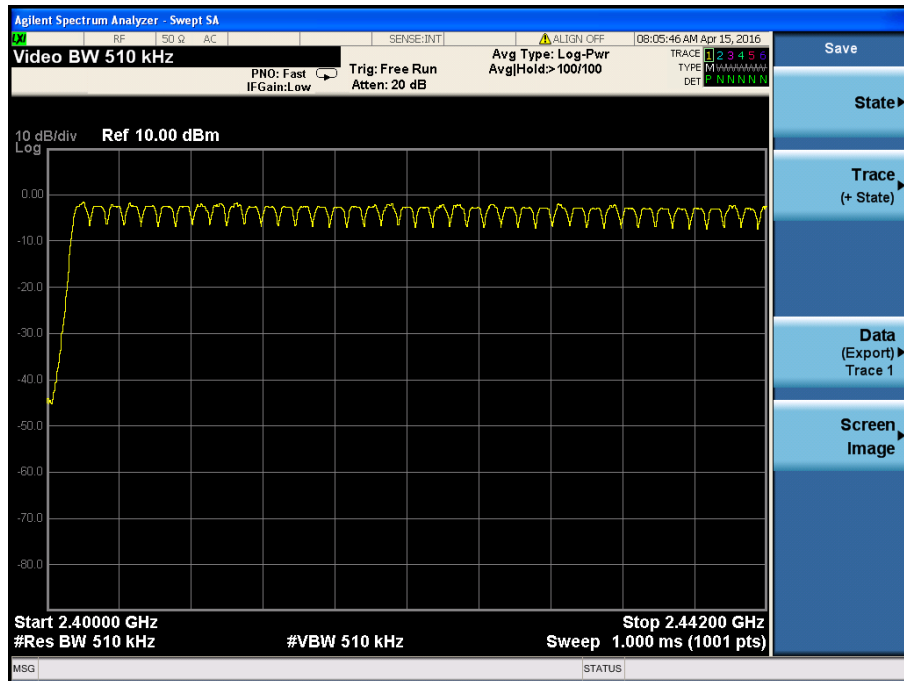 Agilent Spectrum Analyzer - Swept SA
LXI RF 50 Ω AC SENSE:INT ALIGN OFF 08:05:46 AM Apr 15, 2016
Video BW 510 kHz
PNO: Fast
IFGain:Low
Trig: Free Run
Atten: 20 dB
Avg Type: Log-Pwr
Avg|Hold:>100/100
TRACE 1 2 3 4 5 6
TYPE M WWWWW
DET P N N N N N
10 dB/div Ref 10.00 dBm
Log
0.00
-10.0
-20.0
-30.0
-40.0
-50.0
-60.0
-70.0
-80.0
Start 2.40000 GHz Stop 2.44200 GHz
#Res BW 510 kHz #VBW 510 kHz Sweep 1.000 ms (1001 pts)
MSG STATUS
Save
State
Trace
(+ State)
Data
(Export)
Trace 1
Screen
Image